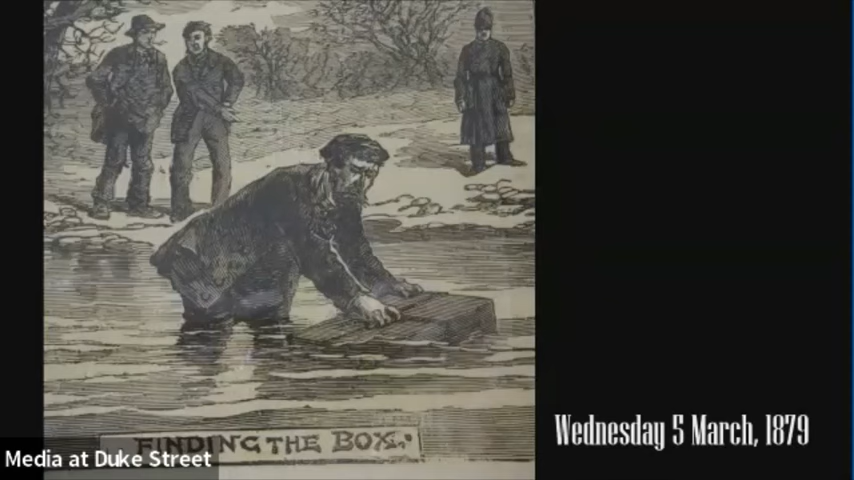 FINDING THE BOX.
Wednesday 5 March, 1879
Media at Duke Street